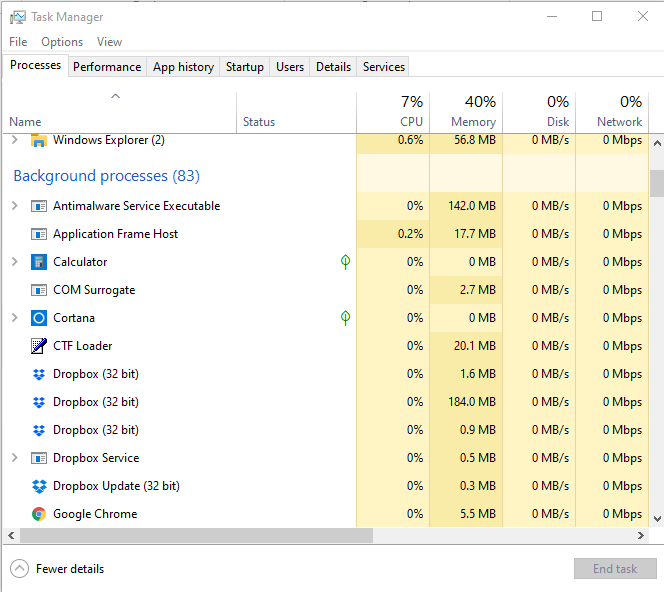 Task Manager
File Options View
Processes Performance App history Startup Users Details Services
7% 40% 0% 0%
Name Status CPU Memory Disk Network
Windows Explorer (2) 0.6% 56.8 MB 0 MB/s 0 Mbps
Background processes (83)
Antimalware Service Executable 0% 142.0 MB 0 MB/s 0 Mbps
Application Frame Host 0.2% 17.7 MB 0 MB/s 0 Mbps
Calculator 0% 0 MB 0 MB/s 0 Mbps
COM Surrogate 0% 2.7 MB 0 MB/s 0 Mbps
Cortana 0% 0 MB 0 MB/s 0 Mbps
CTF Loader 0% 20.1 MB 0 MB/s 0 Mbps
Dropbox (32 bit) 0% 1.6 MB 0 MB/s 0 Mbps
Dropbox (32 bit) 0% 184.0 MB 0 MB/s 0 Mbps
Dropbox (32 bit) 0% 0.9 MB 0 MB/s 0 Mbps
Dropbox Service 0% 0.5 MB 0 MB/s 0 Mbps
Dropbox Update (32 bit) 0% 0.3 MB 0 MB/s 0 Mbps
Google Chrome 0% 5.5 MB 0 MB/s 0 Mbps
Fewer details End task